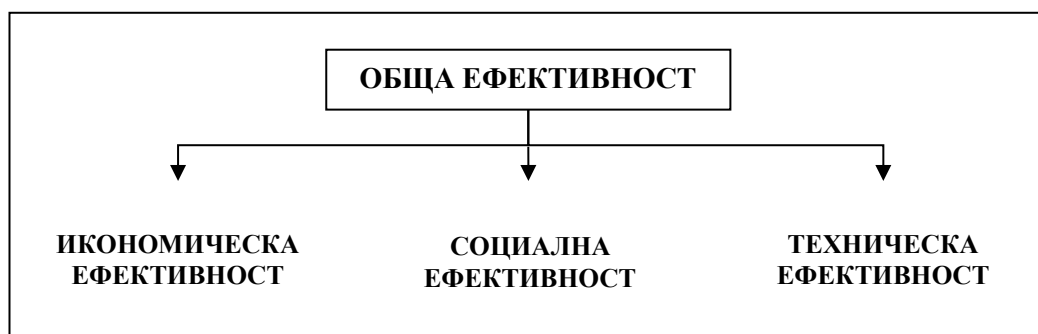 ОБЩА ЕФЕКТИВНОСТ
ИКОНОМИЧЕСКА
ЕФЕКТИВНОСТ
СОЦИАЛНА
ЕФЕКТИВНОСТ
ТЕХНИЧЕСКА
ЕФЕКТИВНОСТ